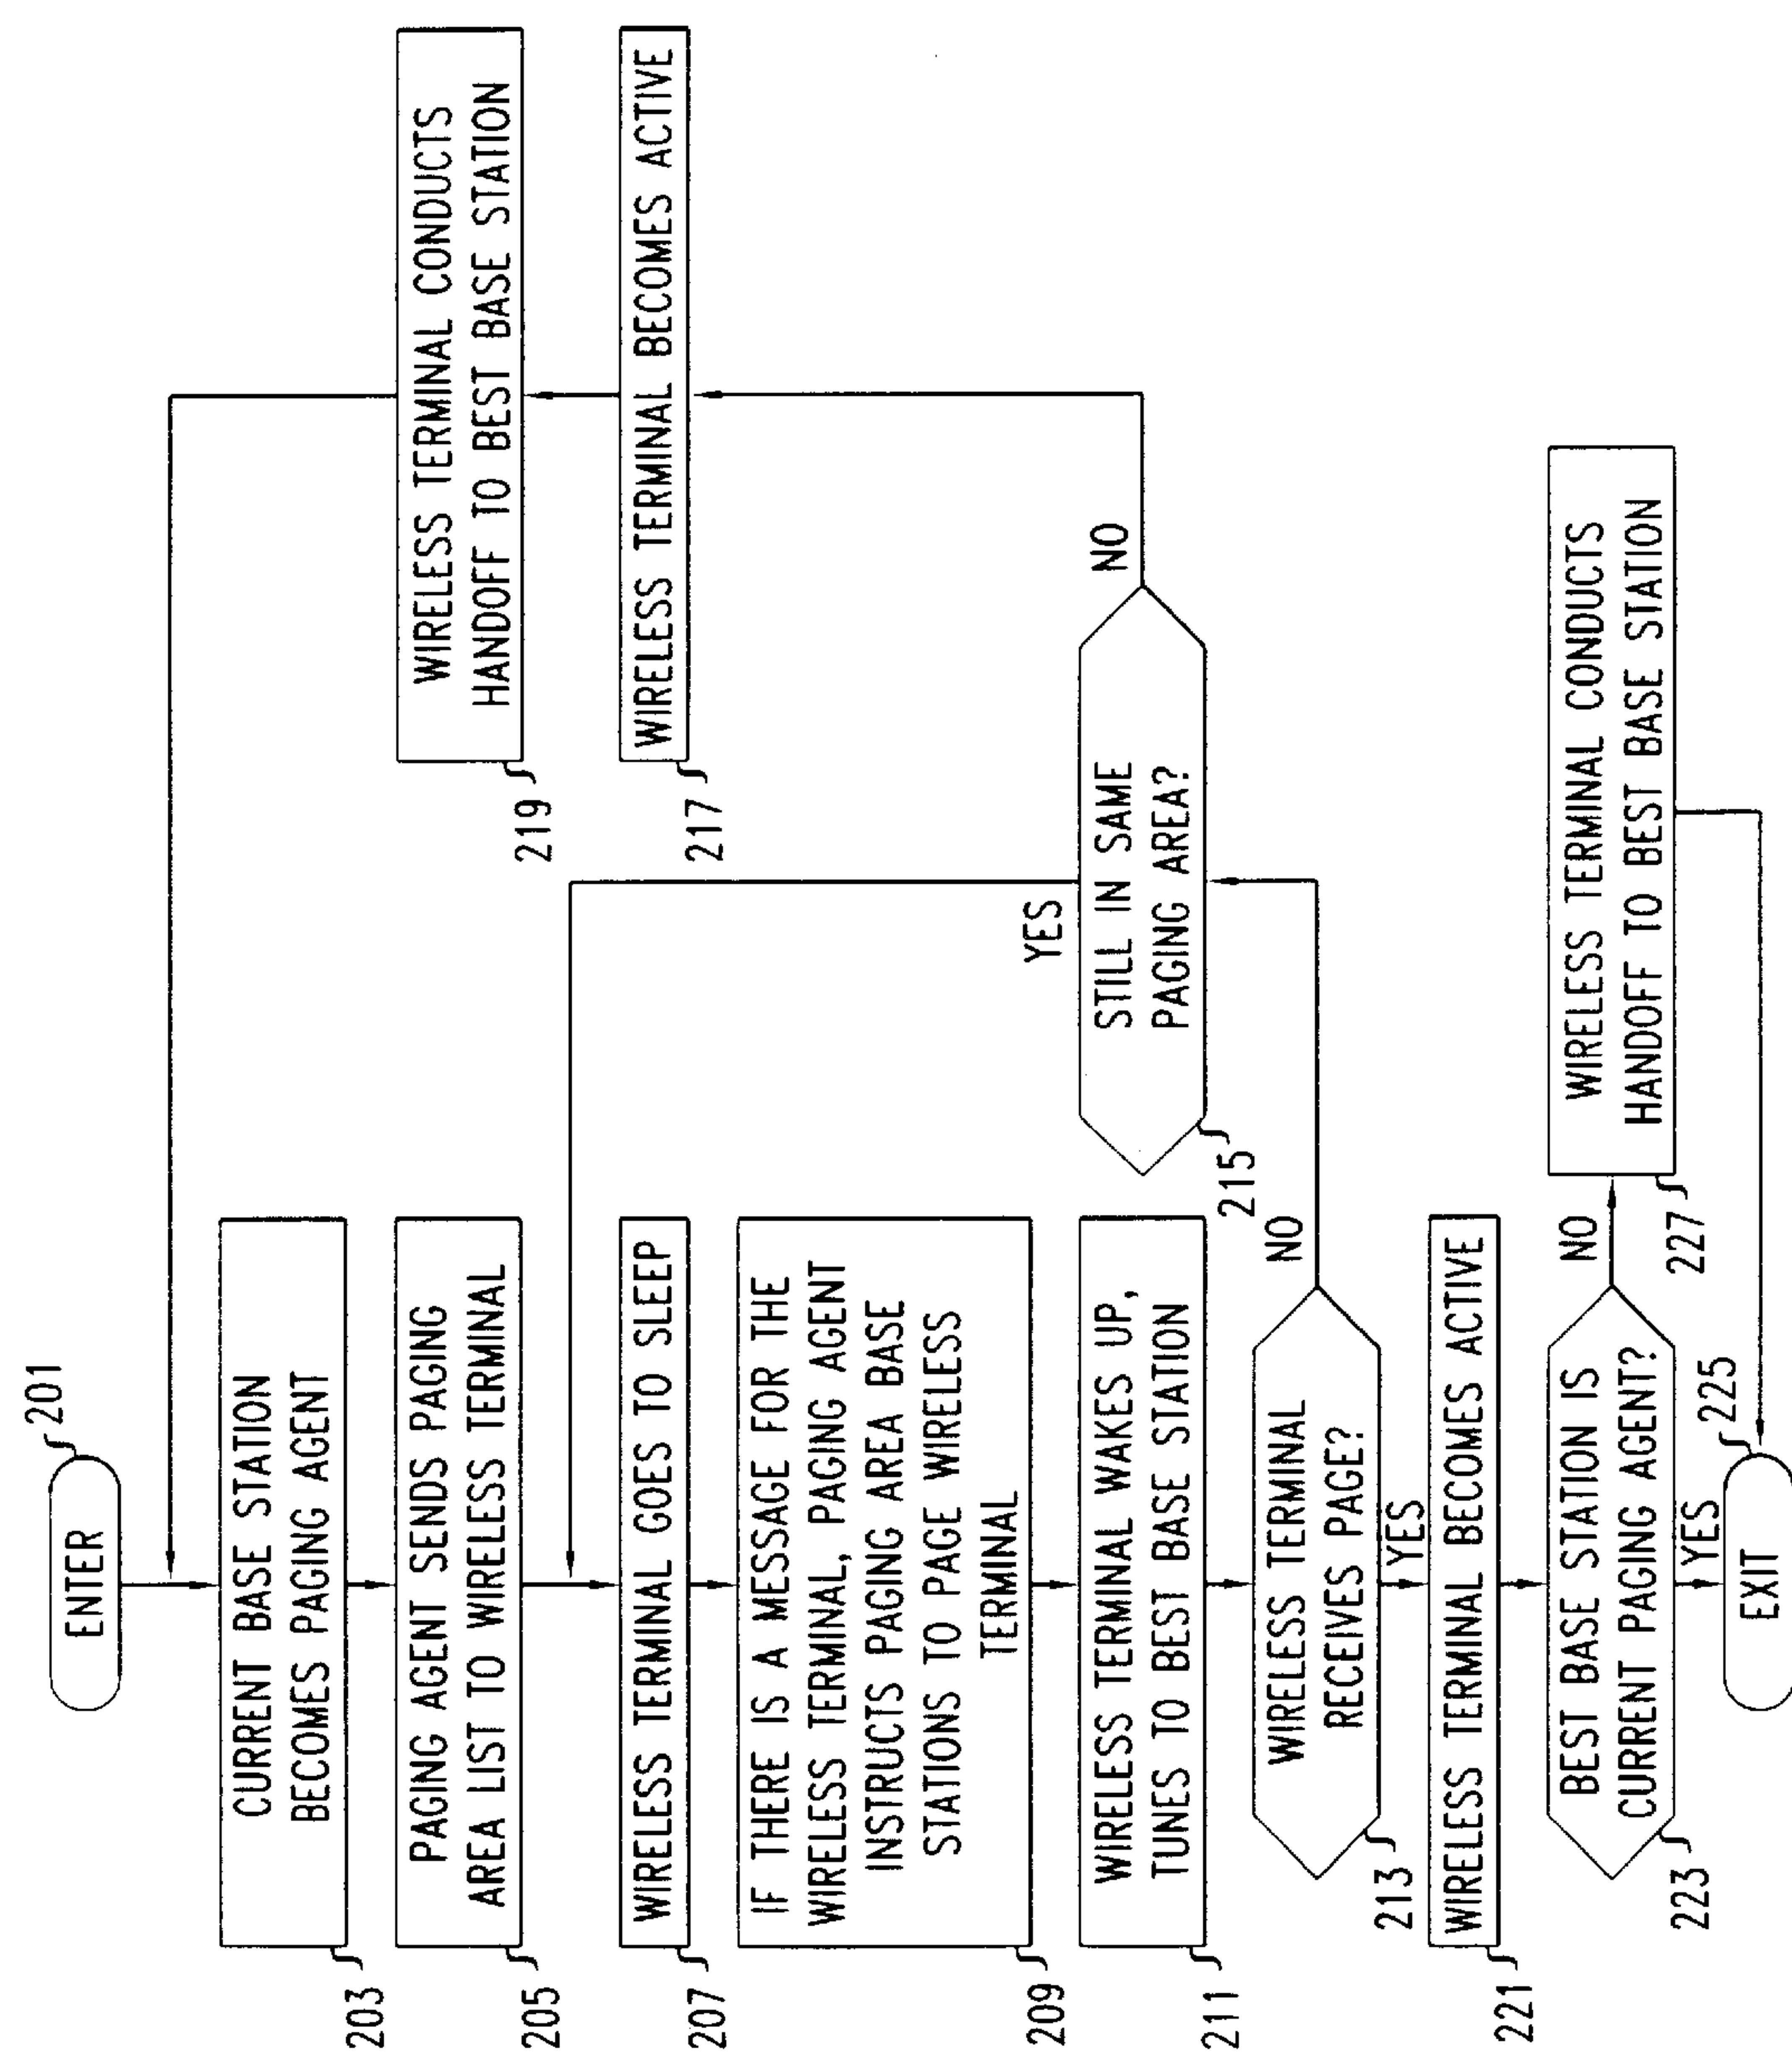 ENTER
201
CURRENT BASE STATION
BECOMES PAGING AGENT
203
PAGING AGENT SENDS PAGING
AREA LIST TO WIRELESS TERMINAL
205
WIRELESS TERMINAL GOES TO SLEEP
207
IF THERE IS A MESSAGE FOR THE
WIRELESS TERMINAL, PAGING AGENT
INSTRUCTS PAGING AREA BASE
STATIONS TO PAGE WIRELESS
TERMINAL
209
WIRELESS TERMINAL WAKES UP,
TUNES TO BEST BASE STATION
211
WIRELESS TERMINAL
RECEIVES PAGE?
213
NO
YES
STILL IN SAME
PAGING AREA?
215
YES
NO
WIRELESS TERMINAL BECOMES ACTIVE
217
WIRELESS TERMINAL CONDUCTS
HANDOFF TO BEST BASE STATION
219
WIRELESS TERMINAL BECOMES ACTIVE
221
BEST BASE STATION IS
CURRENT PAGING AGENT?
223
NO
YES
WIRELESS TERMINAL CONDUCTS
HANDOFF TO BEST BASE STATION
227
EXIT
225